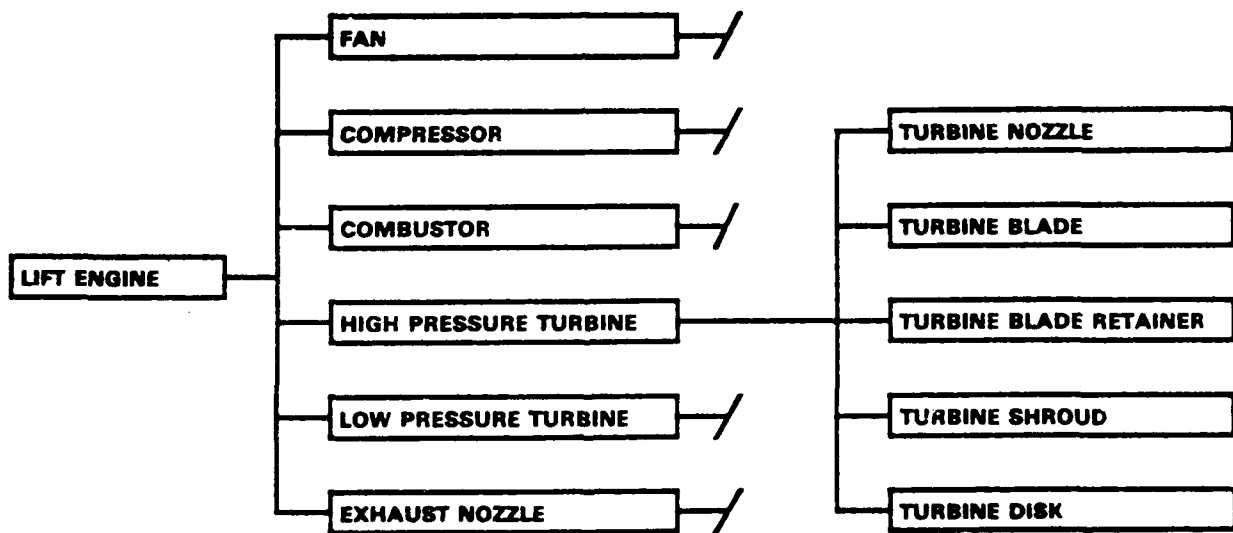 FAN
COMPRESSOR
COMBUSTOR
LIFT ENGINE
HIGH PRESSURE TURBINE
LOW PRESSURE TURBINE
EXHAUST NOZZLE
TURBINE NOZZLE
TURBINE BLADE
TURBINE BLADE RETAINER
TURBINE SHROUD
TURBINE DISK